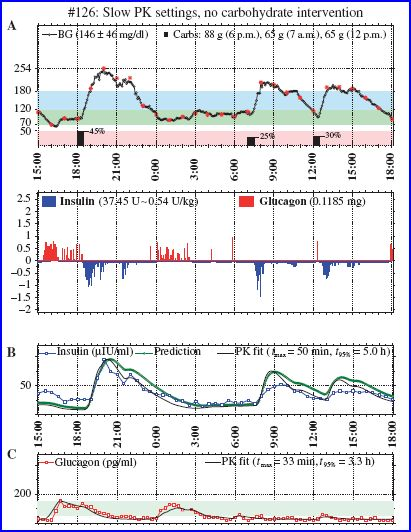 #126: Slow PK settings, no carbohydrate intervention
A
BG (146 ± 46 mg/dl) Carbs: 88 g (6 p.m.), 65 g (7 a.m.), 65 g (12 p.m.)
254
180
120
70
50
45%
25%
30%
15:00 18:00 21:00 0:00 3:00 6:00 9:00 12:00 15:00 18:00
Insulin (37.45 U~0.54 U/kg) Glucagon (0.1185 mg)
2.5
2
1.5
1
0.5
0
−0.5
−1
−1.5
−2
B
Insulin (µIU/ml) Prediction PK fit (tmax = 50 min, t95% = 5.0 h)
50
15:00 18:00 21:00 0:00 3:00 6:00 9:00 12:00 15:00 18:00
C
Glucagon (pg/ml) PK fit (tmax = 33 min, t95% = 3.3 h)
200